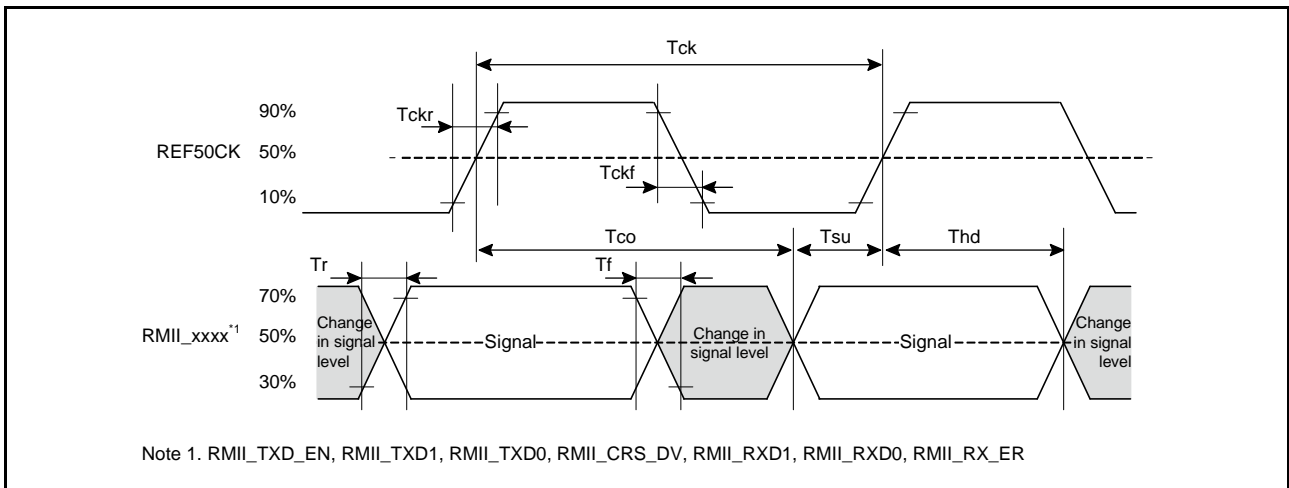 Tck
90%
Tckr
REF50CK 50%
Tckf
10%
Tco Tsu Thd
Tr Tf
70%
Change
in signal
level
RMII_xxxx*1 50%
Signal
Change in
signal level
Signal
Change
in signal
level
30%
Note 1. RMII_TXD_EN, RMII_TXD1, RMII_TXD0, RMII_CRS_DV, RMII_RXD1, RMII_RXD0, RMII_RX_ER